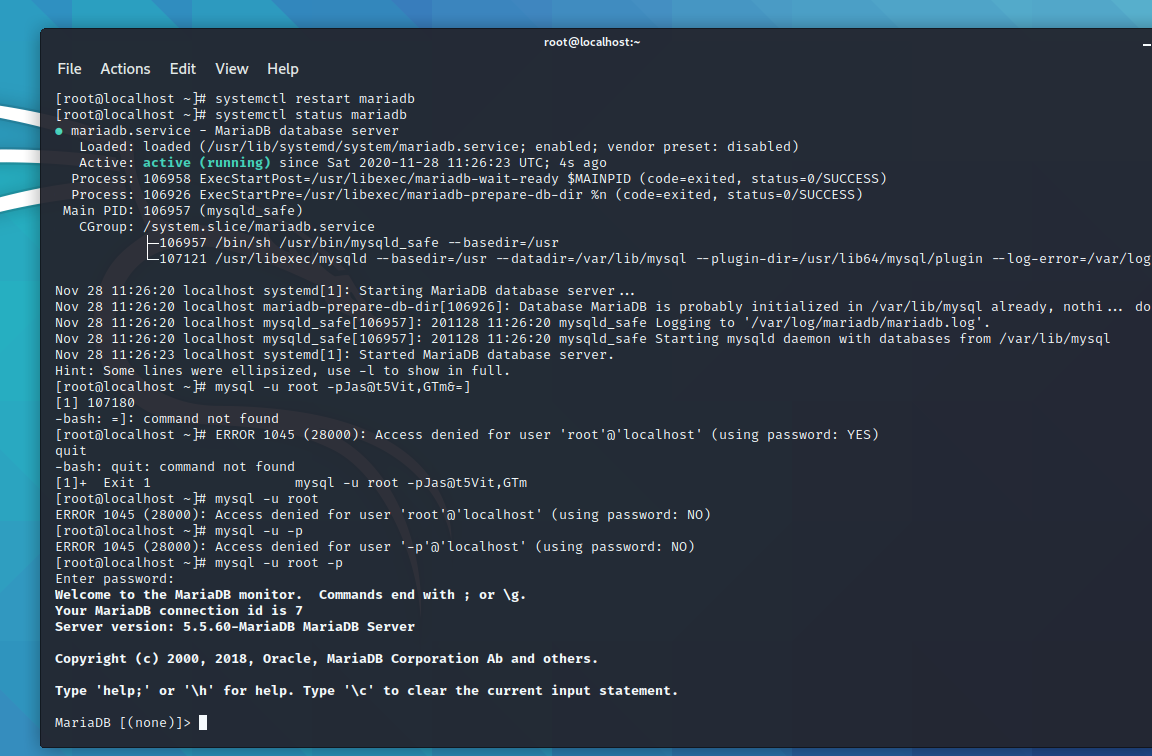 root@localhost:~
File Actions Edit View Help
[root@localhost ~]# systemctl restart mariadb
[root@localhost ~]# systemctl status mariadb
● mariadb.service - MariaDB database server
Loaded: loaded (/usr/lib/systemd/system/mariadb.service; enabled; vendor preset: disabled)
Active: active (running) since Sat 2020-11-28 11:26:23 UTC; 4s ago
Process: 106958 ExecStartPost=/usr/libexec/mariadb-wait-ready $MAINPID (code=exited, status=0/SUCCESS)
Process: 106926 ExecStartPre=/usr/libexec/mariadb-prepare-db-dir %n (code=exited, status=0/SUCCESS)
Main PID: 106957 (mysqld_safe)
CGroup: /system.slice/mariadb.service
├─106957 /bin/sh /usr/bin/mysqld_safe --basedir=/usr
└─107121 /usr/libexec/mysqld --basedir=/usr --datadir=/var/lib/mysql --plugin-dir=/usr/lib64/mysql/plugin --log-error=/var/log
Nov 28 11:26:20 localhost systemd[1]: Starting MariaDB database server...
Nov 28 11:26:20 localhost mariadb-prepare-db-dir[106926]: Database MariaDB is probably initialized in /var/lib/mysql already, nothi... do
Nov 28 11:26:20 localhost mysqld_safe[106957]: 201128 11:26:20 mysqld_safe Logging to '/var/log/mariadb/mariadb.log'.
Nov 28 11:26:20 localhost mysqld_safe[106957]: 201128 11:26:20 mysqld_safe Starting mysqld daemon with databases from /var/lib/mysql
Nov 28 11:26:23 localhost systemd[1]: Started MariaDB database server.
Hint: Some lines were ellipsized, use -l to show in full.
[root@localhost ~]# mysql -u root -pJas@t5Vit,GTm&=]
[1] 107180
-bash: =]: command not found
[root@localhost ~]# ERROR 1045 (28000): Access denied for user 'root'@'localhost' (using password: YES)
quit
-bash: quit: command not found
[1]+  Exit 1                  mysql -u root -pJas@t5Vit,GTm
[root@localhost ~]# mysql -u root
ERROR 1045 (28000): Access denied for user 'root'@'localhost' (using password: NO)
[root@localhost ~]# mysql -u -p
ERROR 1045 (28000): Access denied for user '-p'@'localhost' (using password: NO)
[root@localhost ~]# mysql -u root -p
Enter password:
Welcome to the MariaDB monitor.  Commands end with ; or \g.
Your MariaDB connection id is 7
Server version: 5.5.60-MariaDB MariaDB Server
Copyright (c) 2000, 2018, Oracle, MariaDB Corporation Ab and others.
Type 'help;' or '\h' for help. Type '\c' to clear the current input statement.
MariaDB [(none)]>